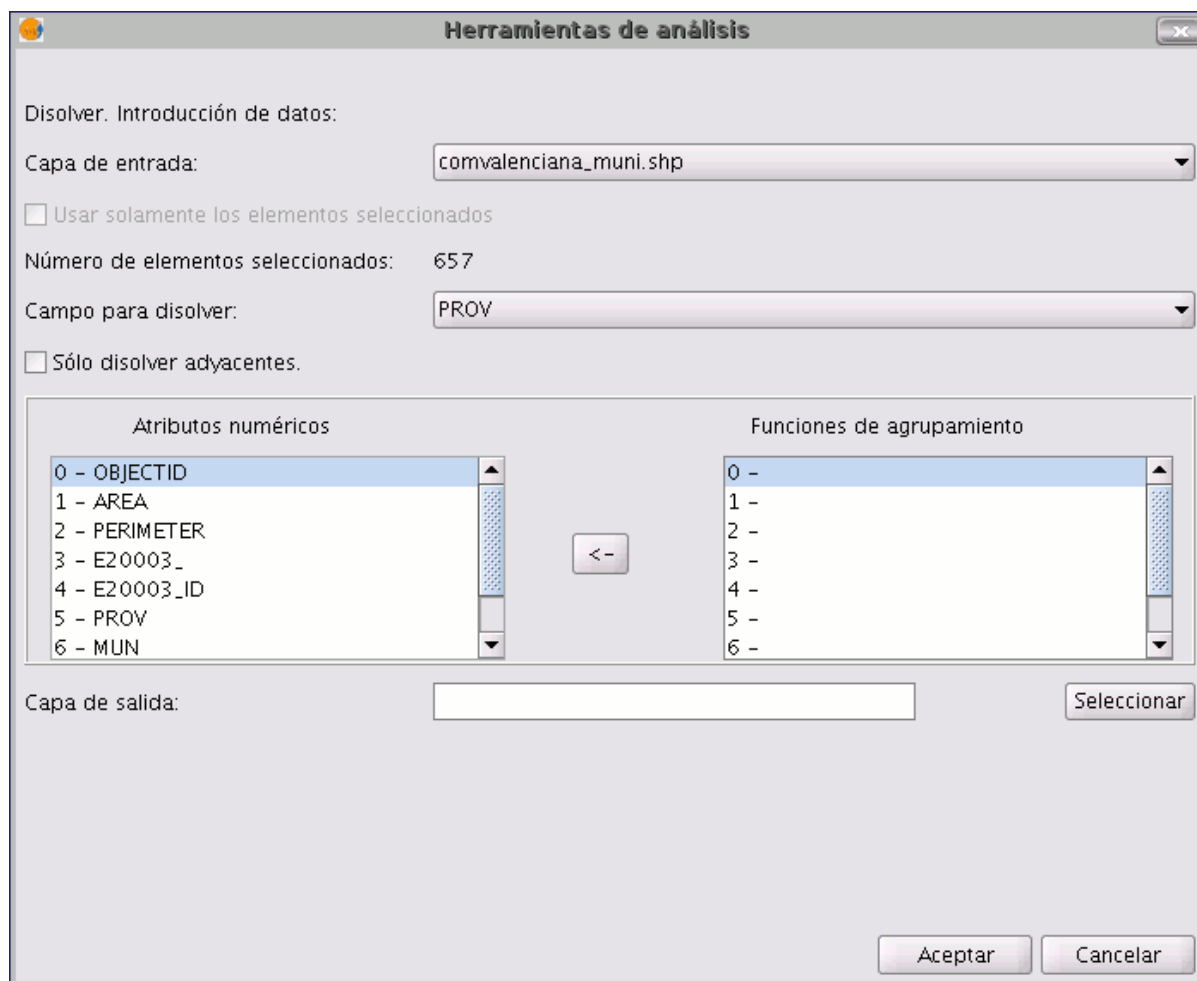 Herramientas de análisis
Disolver. Introducción de datos:
Capa de entrada: comvalenciana_muni.shp
Usar solamente los elementos seleccionados
Número de elementos seleccionados: 657
Campo para disolver: PROV
Sólo disolver adyacentes.
Atributos numéricos Funciones de agrupamiento
0 - OBJECTID 0 -
1 - AREA 1 -
2 - PERIMETER 2 -
3 - E20003_ <- 3 -
4 - E20003_ID 4 -
5 - PROV 5 -
6 - MUN 6 -
Capa de salida: Seleccionar
Aceptar Cancelar